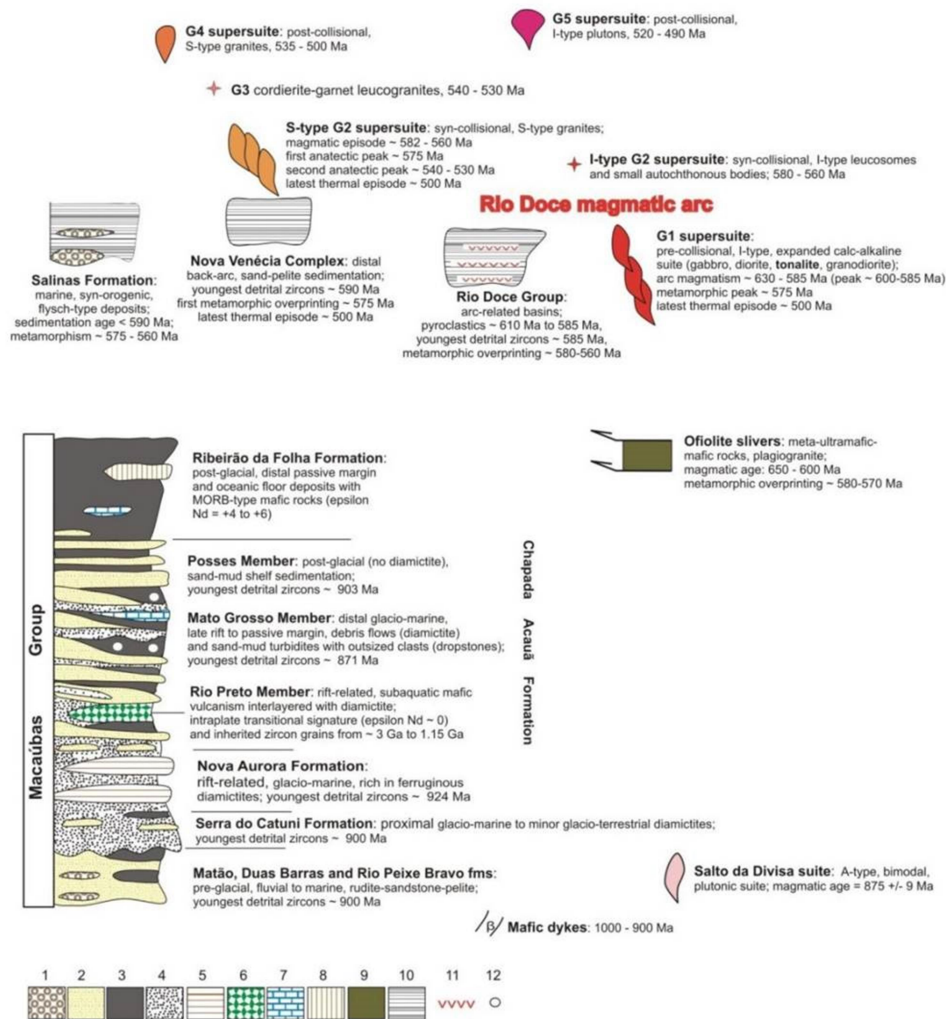 G4 supersuite: post-collisional,
S-type granites, 535 - 500 Ma
G5 supersuite: post-collisional,
I-type plutons, 520 - 490 Ma
G3 cordierite-garnet leucogranites, 540 - 530 Ma
S-type G2 supersuite: syn-collisional, S-type granites;
magmatic episode ~ 582 - 560 Ma
first anatectic peak ~ 575 Ma
second anatectic peak ~ 540 - 530 Ma
latest thermal episode ~ 500 Ma
I-type G2 supersuite: syn-collisional, I-type leucosomes
and small autochthonous bodies; 580 - 560 Ma
Rio Doce magmatic arc
Salinas Formation:
marine, syn-orogenic,
flysch-type deposits;
sedimentation age < 590 Ma;
metamorphism ~ 575 - 560 Ma
Nova Venécia Complex: distal
back-arc, sand-pelite sedimentation;
youngest detrital zircons ~ 590 Ma
first metamorphic overprinting ~ 575 Ma
latest thermal episode ~ 500 Ma
Rio Doce Group:
arc-related basins;
pyroclastics ~ 610 Ma to 585 Ma,
youngest detrital zircons ~ 585 Ma,
metamorphic overprinting ~ 580-560 Ma
G1 supersuite:
pre-collisional, I-type, expanded calc-alkaline
suite (gabbro, diorite, tonalite, granodiorite);
arc magmatism ~ 630 - 585 Ma (peak ~ 600-585 Ma)
metamorphic peak ~ 575 Ma
latest thermal episode ~ 500 Ma
Macaúbas Group
Ribeirão da Folha Formation:
post-glacial, distal passive margin
and oceanic floor deposits with
MORB-type mafic rocks (epsilon
Nd = +4 to +6)
Ofiolite slivers: meta-ultramafic-
mafic rocks, plagiogranite;
magmatic age: 650 - 600 Ma
metamorphic overprinting ~ 580-570 Ma
Chapada Acauã Formation
Posses Member: post-glacial (no diamictite),
sand-mud shelf sedimentation;
youngest detrital zircons ~ 903 Ma
Mato Grosso Member: distal glacio-marine,
late rift to passive margin, debris flows (diamictite)
and sand-mud turbidites with outsized clasts (dropstones);
youngest detrital zircons ~ 871 Ma
Rio Preto Member: rift-related, subaquatic mafic
vulcanism interlayered with diamictite;
intraplate transitional signature (epsilon Nd ~ 0)
and inherited zircon grains from ~ 3 Ga to 1.15 Ga
Nova Aurora Formation:
rift-related, glacio-marine, rich in ferruginous
diamictites; youngest detrital zircons ~ 924 Ma
Serra do Catuni Formation: proximal glacio-marine to minor glacio-terrestrial diamictites;
youngest detrital zircons ~ 900 Ma
Matão, Duas Barras and Rio Peixe Bravo fms:
pre-glacial, fluvial to marine, rudite-sandstone-pelite;
youngest detrital zircons ~ 900 Ma
Salto da Divisa suite: A-type, bimodal,
plutonic suite; magmatic age = 875 +/- 9 Ma
β Mafic dykes: 1000 - 900 Ma
1 2 3 4 5 6 7 8 9 10 11 12